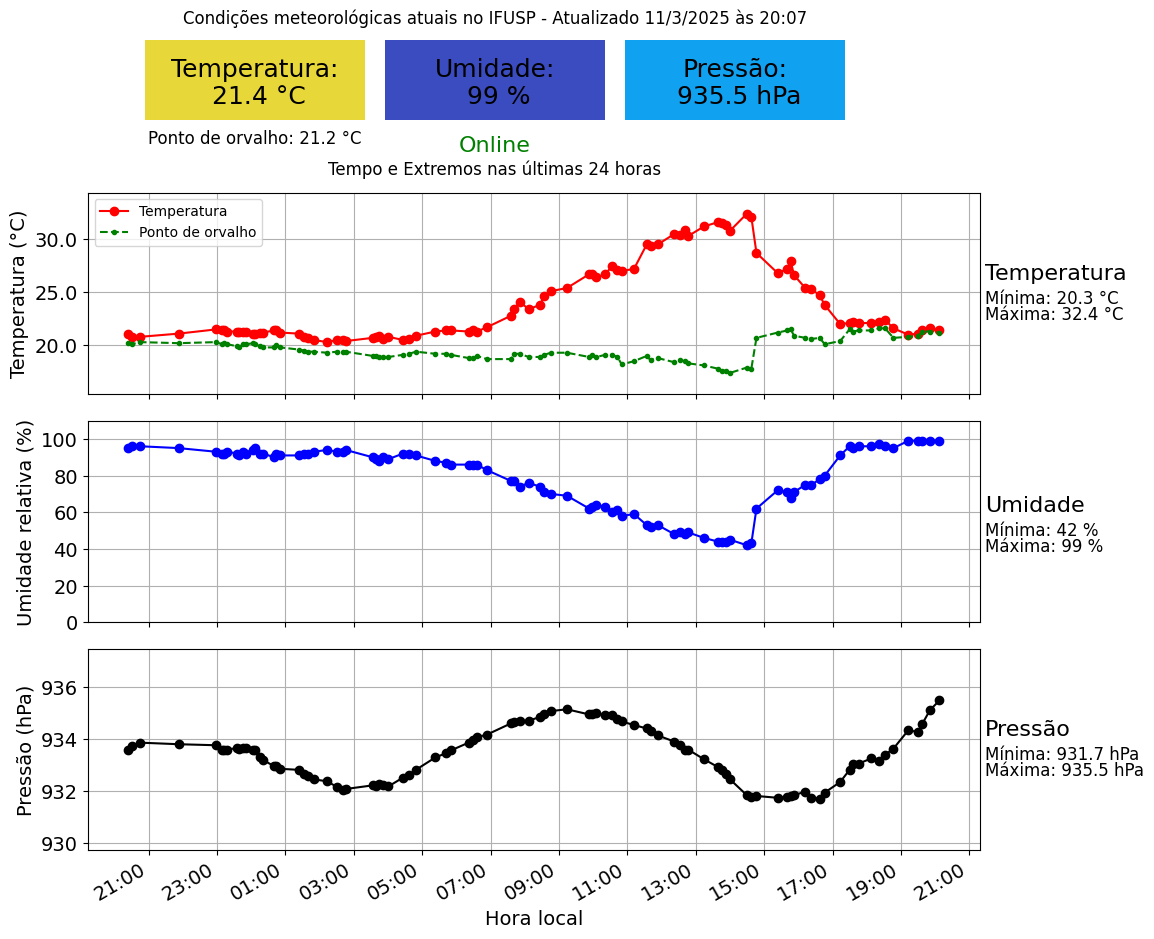 Condições meteorológicas atuais no IFUSP - Atualizado 11/3/2025 às 20:07
Temperatura:
21.4 °C
Umidade:
99 %
Pressão:
935.5 hPa
Ponto de orvalho: 21.2 °C
Online
Tempo e Extremos nas últimas 24 horas
Temperatura (°C)
30.0
25.0
20.0
Temperatura
Ponto de orvalho
Temperatura
Mínima: 20.3 °C
Máxima: 32.4 °C
Umidade relativa (%)
100
80
60
40
20
0
Umidade
Mínima: 42 %
Máxima: 99 %
Pressão (hPa)
936
934
932
930
Pressão
Mínima: 931.7 hPa
Máxima: 935.5 hPa
21:00 23:00 01:00 03:00 05:00 07:00 09:00 11:00 13:00 15:00 17:00 19:00 21:00
Hora local